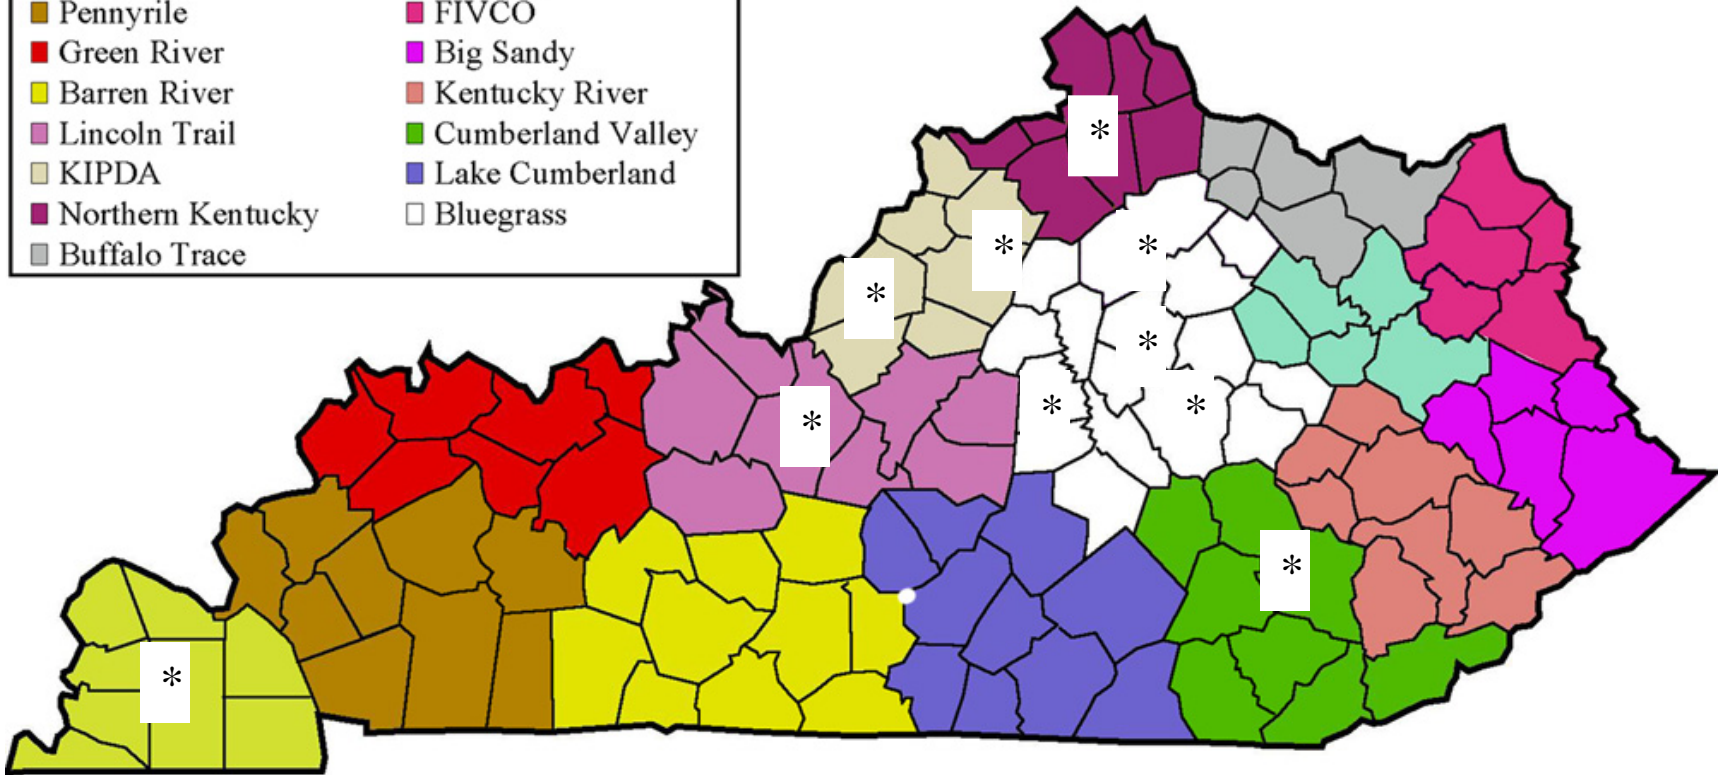 Pennyrile
Green River
Barren River
Lincoln Trail
KIPDA
Northern Kentucky
Buffalo Trace
FIVCO
Big Sandy
Kentucky River
Cumberland Valley
Lake Cumberland
Bluegrass
*
*
*
*
*
*
*
*
*
*